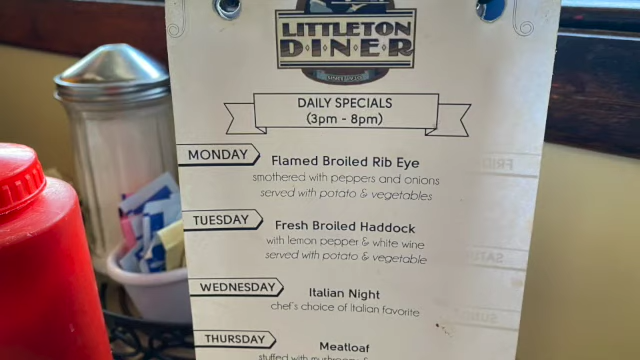 LITTLETON
D·I·N·E·R
DAILY SPECIALS
(3pm - 8pm)
MONDAY
Flamed Broiled Rib Eye
smothered with peppers and onions
served with potato & vegetables
TUESDAY
Fresh Broiled Haddock
with lemon pepper & white wine
served with potato & vegetable
WEDNESDAY
Italian Night
chef's choice of Italian favorite
THURSDAY
Meatloaf
stuffed with